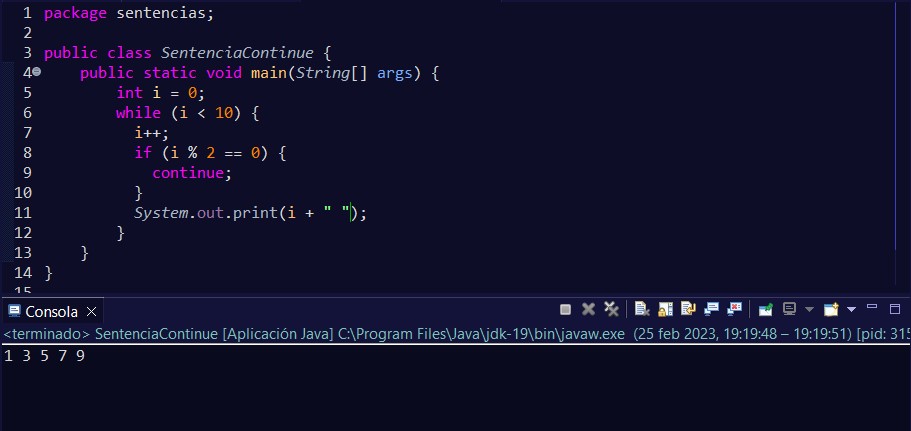 1 package sentencias;
2
3 public class SentenciaContinue {
4 public static void main(String[] args) {
5 int i = 0;
6 while (i < 10) {
7 i++;
8 if (i % 2 == 0) {
9 continue;
10 }
11 System.out.print(i + " ");
12 }
13 }
14 }
15
Consola
<terminado> SentenciaContinue [Aplicación Java] C:\Program Files\Java\jdk-19\bin\javaw.exe (25 feb 2023, 19:19:48 – 19:19:51) [pid: 315
1 3 5 7 9